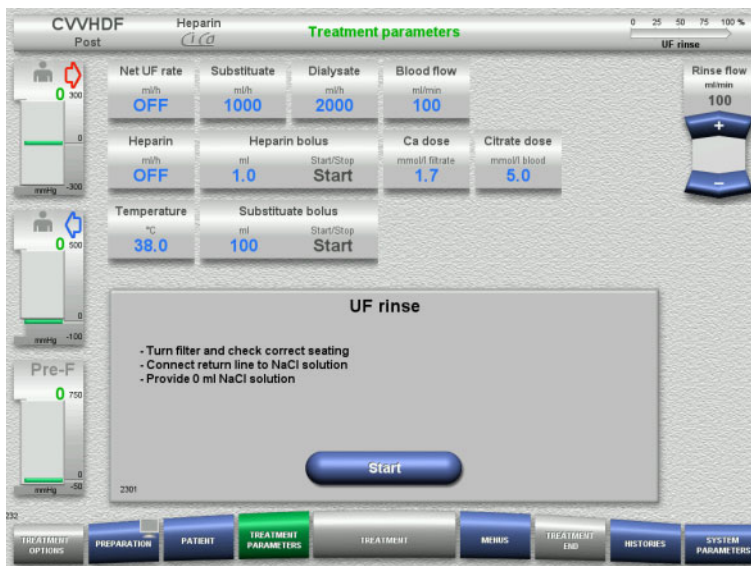 CVVHDF
Post
Heparin
CiCa
Treatment parameters
0 25 50 75 100 %
UF rinse
0 300
0
mmHg -300
Net UF rate
ml/h
OFF
Substituate
ml/h
1000
Dialysate
ml/h
2000
Blood flow
ml/min
100
Rinse flow
ml/min
100
+
–
Heparin
ml/h
OFF
Heparin bolus
ml Start/Stop
1.0 Start
Ca dose
mmol/l filtrate
1.7
Citrate dose
mmol/l blood
5.0
Temperature
°C
38.0
Substituate bolus
ml Start/Stop
100 Start
0 500
0
mmHg -100
Pre-F
0 750
0
mmHg -50
UF rinse
- Turn filter and check correct seating
- Connect return line to NaCl solution
- Provide 0 ml NaCl solution
Start
2301
232
TREATMENT
OPTIONS
PREPARATION
PATIENT
TREATMENT
PARAMETERS
TREATMENT
MENUS
TREATMENT
END
HISTORIES
SYSTEM
PARAMETERS